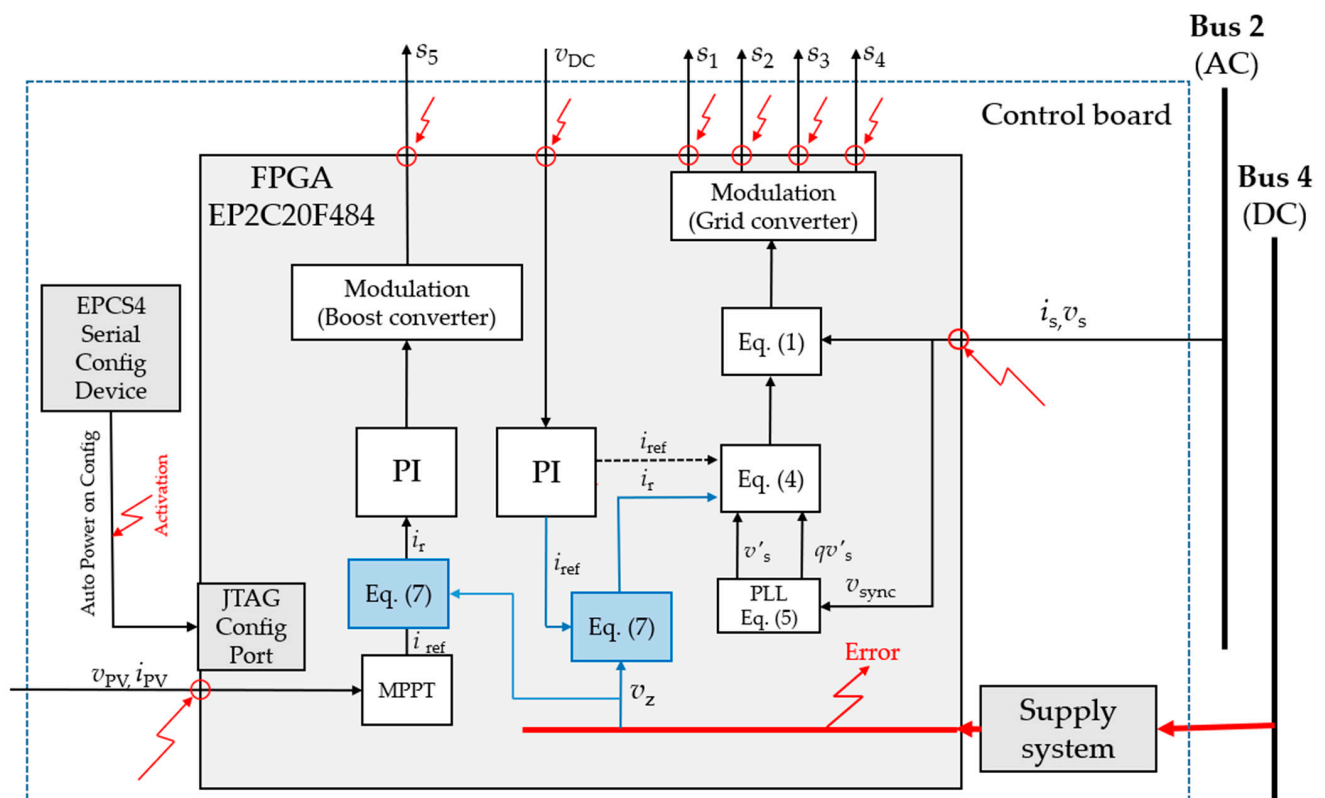 Bus 2
(AC)
s5
vDC
s1
s2
s3
s4
Control board
FPGA
EP2C20F484
Modulation
(Grid converter)
Bus 4
(DC)
EPCS4
Serial
Config
Device
Modulation
(Boost converter)
Eq. (1)
is,vs
Auto Power on Config
Activation
PI
PI
iref
ir
Eq. (4)
ir
iref
v's
qv's
Eq. (7)
Eq. (7)
PLL
Eq. (5)
vsync
JTAG
Config
Port
i ref
vPV, iPV
MPPT
vz
Error
Supply
system